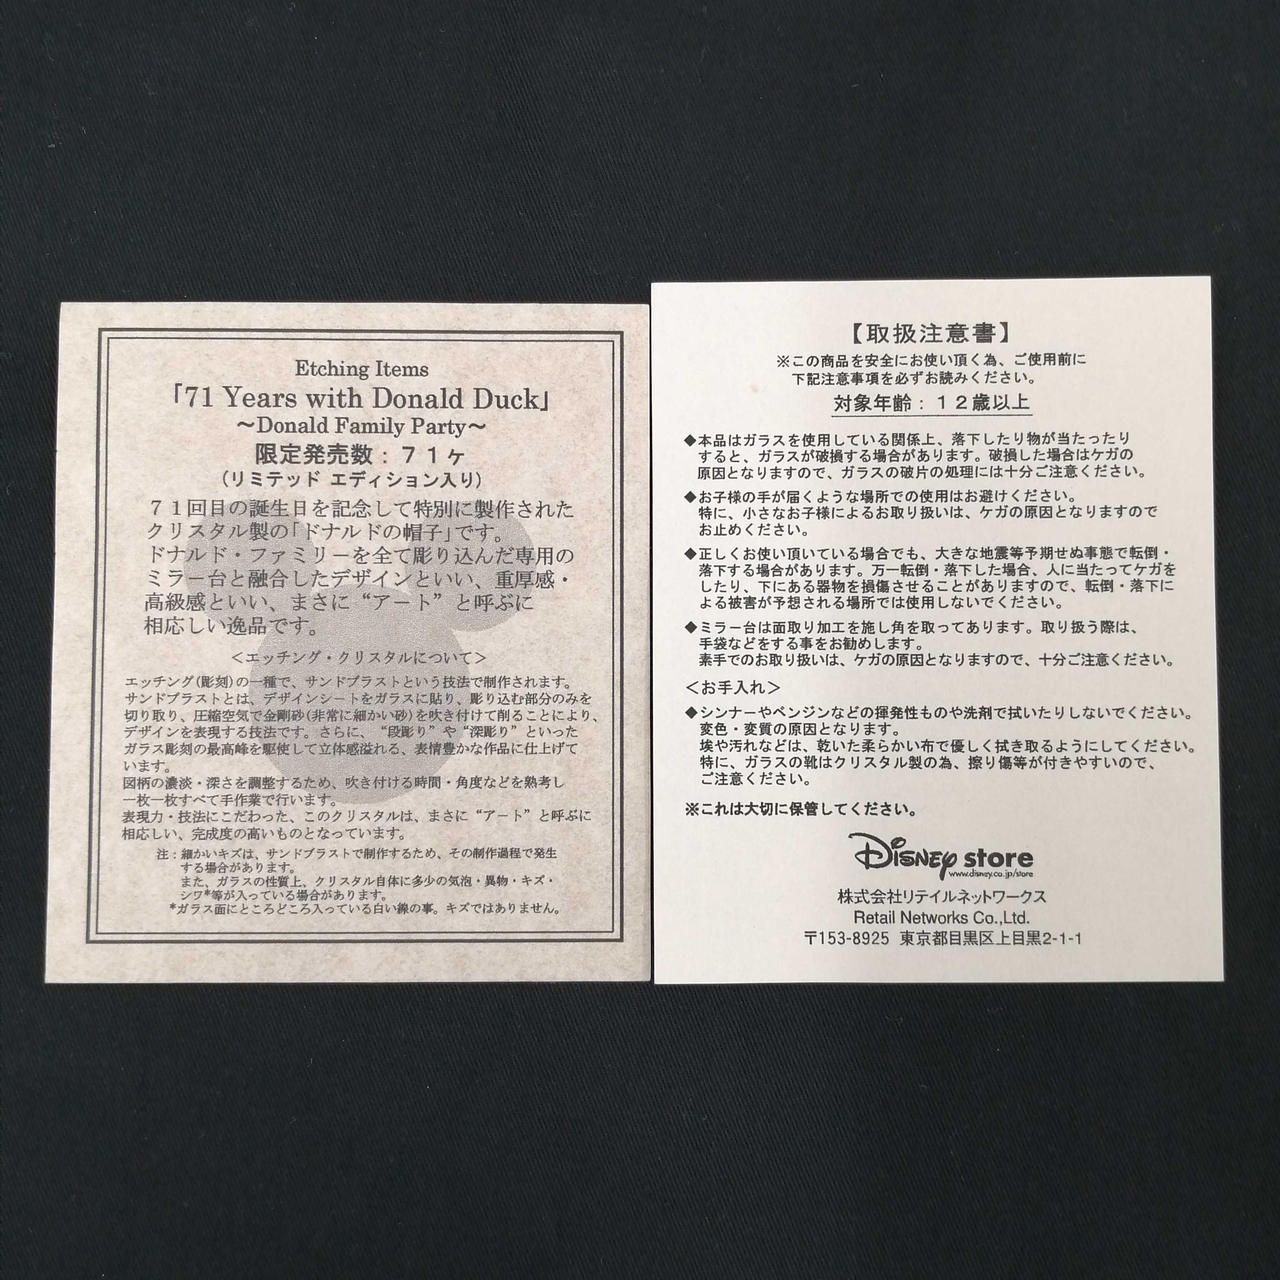 Etching Items
「71 Years with Donald Duck」
～Donald Family Party～
限定発売数：７１ヶ
(リミテッド エディション入り)
７１回目の誕生日を記念して特別に製作された
クリスタル製の「ドナルドの帽子」です。
ドナルド・ファミリーを全て彫り込んだ専用の
ミラー台と融合したデザインといい、重厚感・
高級感といい、まさに“アート”と呼ぶに
相応しい逸品です。
＜エッチング・クリスタルについて＞
エッチング(彫刻)の一種で、サンドブラストという技法で制作されます。
サンドブラストとは、デザインシートをガラスに貼り、彫り込む部分のみを
切り取り、圧縮空気で金剛砂(非常に細かい砂)を吹き付けて削ることにより、
デザインを表現する技法です。さらに、“段彫り”や“深彫り”といった
ガラス彫刻の最高峰を駆使して立体感溢れる、表情豊かな作品に仕上げて
います。
図柄の濃淡・深さを調整するため、吹き付ける時間・角度などを熟考し
一枚一枚すべて手作業で行います。
表現力・技法にこだわった、このクリスタルは、まさに“アート”と呼ぶに
相応しい、完成度の高いものとなっています。
注：細かいキズは、サンドブラストで制作するため、その制作過程で発生
する場合があります。
また、ガラスの性質上、クリスタル自体に多少の気泡・異物・キズ・
シワ*等が入っている場合があります。
*ガラス面にところどころ入っている白い線の事。キズではありません。
【取扱注意書】
※この商品を安全にお使い頂く為、ご使用前に
下記注意事項を必ずお読みください。
対象年齢：１２歳以上
◆本品はガラスを使用している関係上、落下したり物が当たったり
すると、ガラスが破損する場合があります。破損した場合はケガの
原因となりますので、ガラスの破片の処理には十分ご注意ください。
◆お子様の手が届くような場所での使用はお避けください。
特に、小さなお子様によるお取り扱いは、ケガの原因となりますので
お止めください。
◆正しくお使い頂いている場合でも、大きな地震等予期せぬ事態で転倒・
落下する場合があります。万一転倒・落下した場合、人に当たってケガを
したり、下にある器物を損傷させることがありますので、転倒・落下に
よる被害が予想される場所では使用しないでください。
◆ミラー台は面取り加工を施し角を取ってあります。取り扱う際は、
手袋などをする事をお勧めします。
素手でのお取り扱いは、ケガの原因となりますので、十分ご注意ください。
＜お手入れ＞
◆シンナーやベンジンなどの揮発性ものや洗剤で拭いたりしないでください。
変色・変質の原因となります。
埃や汚れなどは、乾いた柔らかい布で優しく拭き取るようにしてください。
特に、ガラスの靴はクリスタル製の為、擦り傷等が付きやすいので、
ご注意ください。
※これは大切に保管してください。
Disney store
www.disney.co.jp/store
株式会社リテイルネットワークス
Retail Networks Co.,Ltd.
〒153-8925 東京都目黒区上目黒2-1-1